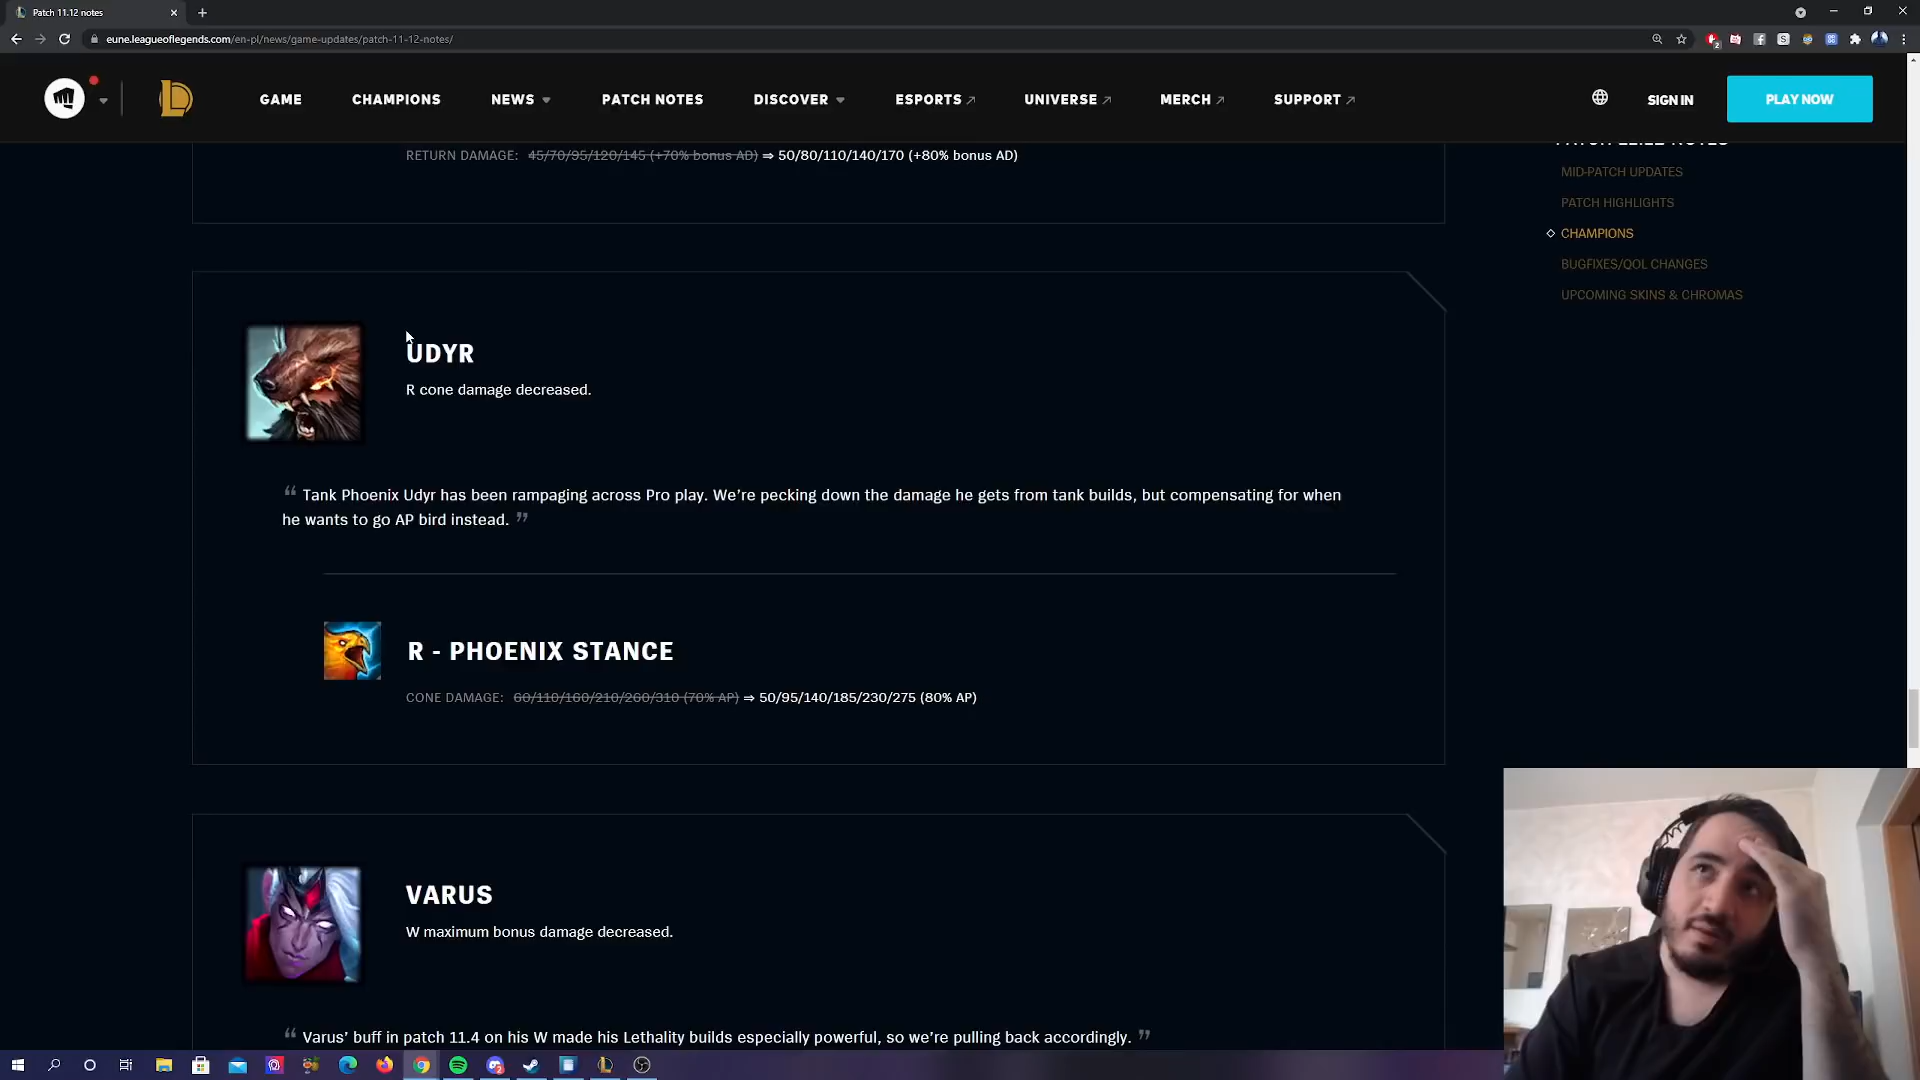 Patch 11.12 notes
eune.leagueoflegends.com/en-pl/news/game-updates/patch-11-12-notes/
GAME CHAMPIONS NEWS PATCH NOTES DISCOVER ESPORTS UNIVERSE MERCH SUPPORT SIGN IN PLAY NOW
RETURN DAMAGE: 45/70/95/120/145 (+70% bonus AD) ⇒ 50/80/110/140/170 (+80% bonus AD)
PATCH 11.12 NOTES
MID-PATCH UPDATES
PATCH HIGHLIGHTS
CHAMPIONS
BUGFIXES/QOL CHANGES
UPCOMING SKINS & CHROMAS
UDYR
R cone damage decreased.
“ Tank Phoenix Udyr has been rampaging across Pro play. We’re pecking down the damage he gets from tank builds, but compensating for when
he wants to go AP bird instead. ”
R - PHOENIX STANCE
CONE DAMAGE: 60/110/160/210/260/310 (70% AP) ⇒ 50/95/140/185/230/275 (80% AP)
VARUS
W maximum bonus damage decreased.
“ Varus’ buff in patch 11.4 on his W made his Lethality builds especially powerful, so we’re pulling back accordingly. ”